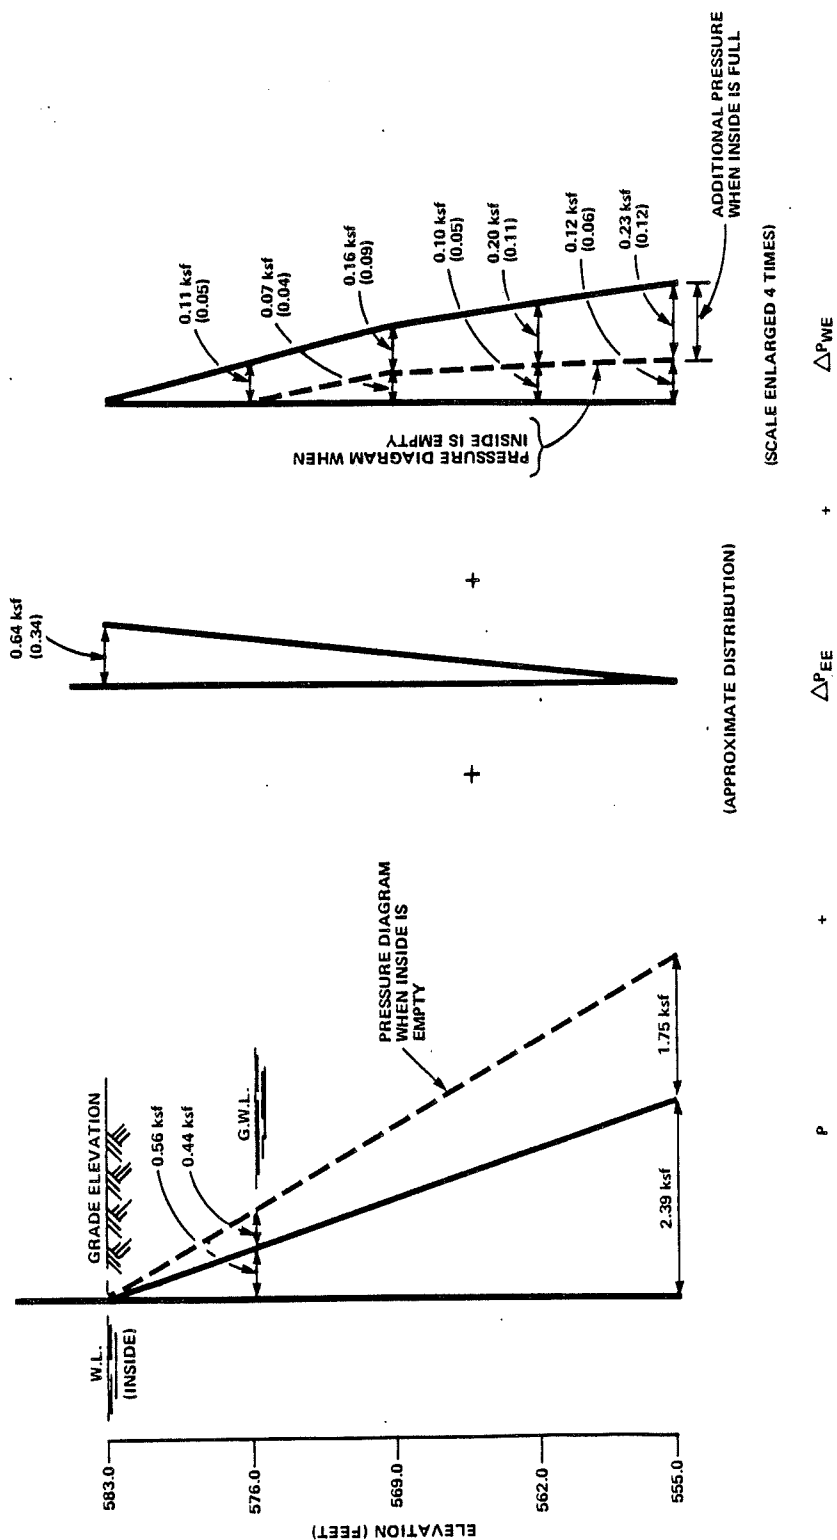 ELEVATION (FEET)
583.0
576.0
569.0
562.0
555.0
W.L.
(INSIDE)
GRADE ELEVATION
0.56 ksf
0.44 ksf
G.W.L.
PRESSURE DIAGRAM
WHEN INSIDE IS
EMPTY
2.39 ksf
1.75 ksf
P
+
+
(APPROXIMATE DISTRIBUTION)
0.64 ksf
(0.34)
△PEE
+
+
PRESSURE DIAGRAM WHEN
INSIDE IS EMPTY
0.11 ksf
(0.05)
0.07 ksf
(0.04)
0.16 ksf
(0.09)
0.10 ksf
(0.05)
0.20 ksf
(0.11)
0.12 ksf
(0.06)
0.23 ksf
(0.12)
ADDITIONAL PRESSURE
WHEN INSIDE IS FULL
(SCALE ENLARGED 4 TIMES)
△PWE